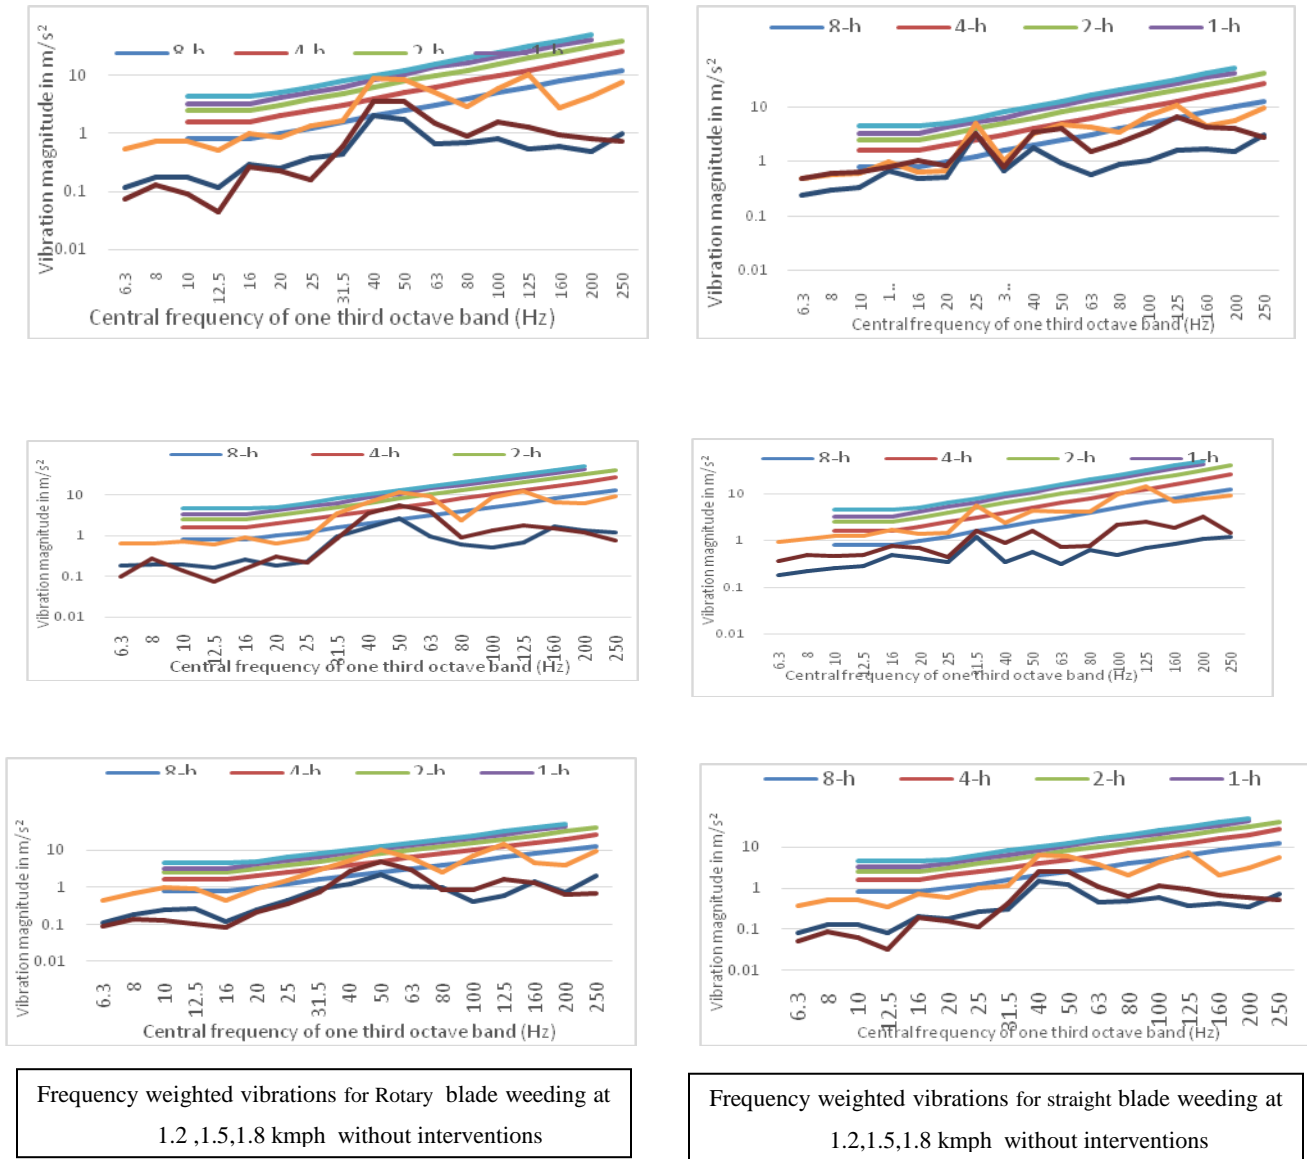 8-h 4-h 2-h 1-h
Vibration magnitude in m/s²
10
1
0.1
0.01
6.3 8 10 12.5 16 20 25 31.5 40 50 63 80 100 125 160 200 250
Central frequency of one third octave band (Hz)
8-h 4-h 2-h 1-h
Vibration magnitude in m/s²
10
1
0.1
0.01
6.3 8 10 1.. 16 20 25 3.. 40 50 63 80 100 125 160 200 250
Central frequency of one third octave band (Hz)
8-h 4-h 2-h
Vibration magnitude in m/s²
10
1
0.1
0.01
6.3 8 10 12.5 16 20 25 31.5 40 50 63 80 100 125 160 200 250
Central frequency of one third octave band (Hz)
8-h 4-h 2-h 1-h
Vibration magnitude in m/s²
10
1
0.1
0.01
6.3 8 10 12.5 16 20 25 31.5 40 50 63 80 100 125 160 200 250
Central frequency of one third octave band (Hz)
8-h 4-h 2-h 1-h
Vibration magnitude in m/s²
10
1
0.1
0.01
6.3 8 10 12.5 16 20 25 31.5 40 50 63 80 100 125 160 200 250
Central frequency of one third octave band (Hz)
8-h 4-h 2-h 1-h
Vibration magnitude in m/s²
10
1
0.1
0.01
6.3 8 10 12.5 16 20 25 31.5 40 50 63 80 100 125 160 200 250
Central frequency of one third octave band (Hz)
Frequency weighted vibrations for Rotary blade weeding at
1.2 ,1.5,1.8 kmph without interventions
Frequency weighted vibrations for straight blade weeding at
1.2,1.5,1.8 kmph without interventions